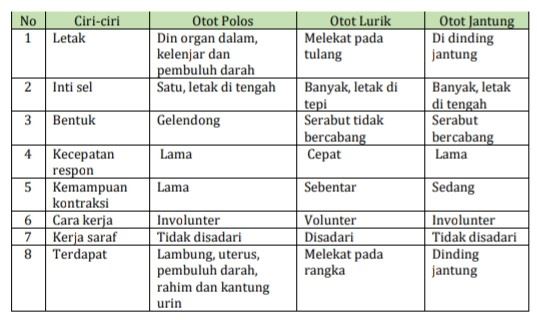 No Ciri-ciri Otot Polos Otot Lurik Otot Jantung
1 Letak Din organ dalam, Melekat pada Di dinding
kelenjar dan tulang jantung
pembuluh darah
2 Inti sel Satu, letak di tengah Banyak, letak di Banyak, letak
tepi di tengah
3 Bentuk Gelendong Serabut tidak Serabut
bercabang bercabang
4 Kecepatan Lama Cepat Lama
respon
5 Kemampuan Lama Sebentar Sedang
kontraksi
6 Cara kerja Involunter Volunter Involunter
7 Kerja saraf Tidak disadari Disadari Tidak disadari
8 Terdapat Lambung, uterus, Melekat pada Dinding
pembuluh darah, rangka jantung
rahim dan kantung
urin